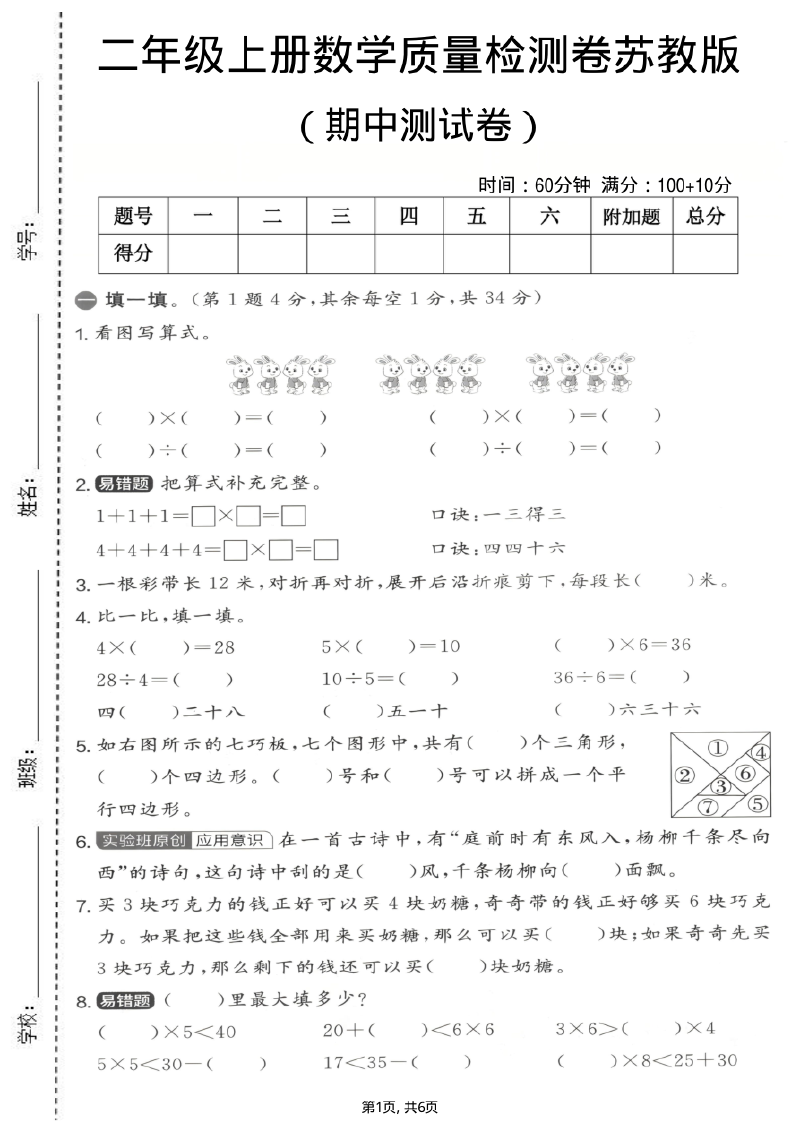 二年级上册数学质量检测卷苏教版
（期中测试卷）
时间：60分钟 满分：100+10分
题号 一 二 三 四 五 六 附加题 总分
得分
一 填一填。(第1题4分,其余每空1分,共34分)
1. 看图写算式。
(  )×(  )=(  ) (  )×(  )=(  )
(  )÷(  )=(  ) (  )÷(  )=(  )
2. 易错题 把算式补充完整。
1+1+1=□×□=□ 口诀:一三得三
4+4+4+4=□×□=□ 口诀:四四十六
3. 一根彩带长12米,对折再对折,展开后沿折痕剪下,每段长(  )米。
4. 比一比,填一填。
4×(  )=28 5×(  )=10 (  )×6=36
28÷4=(  ) 10÷5=(  ) 36÷6=(  )
四(  )二十八 (  )五一十 (  )六三十六
5. 如右图所示的七巧板,七个图形中,共有(  )个三角形,
(  )个四边形。(  )号和(  )号可以拼成一个平
行四边形。
① ② ③ ④ ⑤ ⑥ ⑦
6. 实验班原创 应用意识 在一首古诗中,有“庭前时有东风入,杨柳千条尽向
西”的诗句,这句诗中刮的是(  )风,千条杨柳向(  )面飘。
7. 买3块巧克力的钱正好可以买4块奶糖,奇奇带的钱正好够买6块巧克
力。如果把这些钱全部用来买奶糖,那么可以买(  )块;如果奇奇先买
3块巧克力,那么剩下的钱还可以买(  )块奶糖。
8. 易错题 (  )里最大填多少?
(  )×5<40 20+(  )<6×6 3×6>(  )×4
5×5<30-(  ) 17<35-(  ) (  )×8<25+30
第1页, 共6页
学号:
姓名:
班级:
学校: